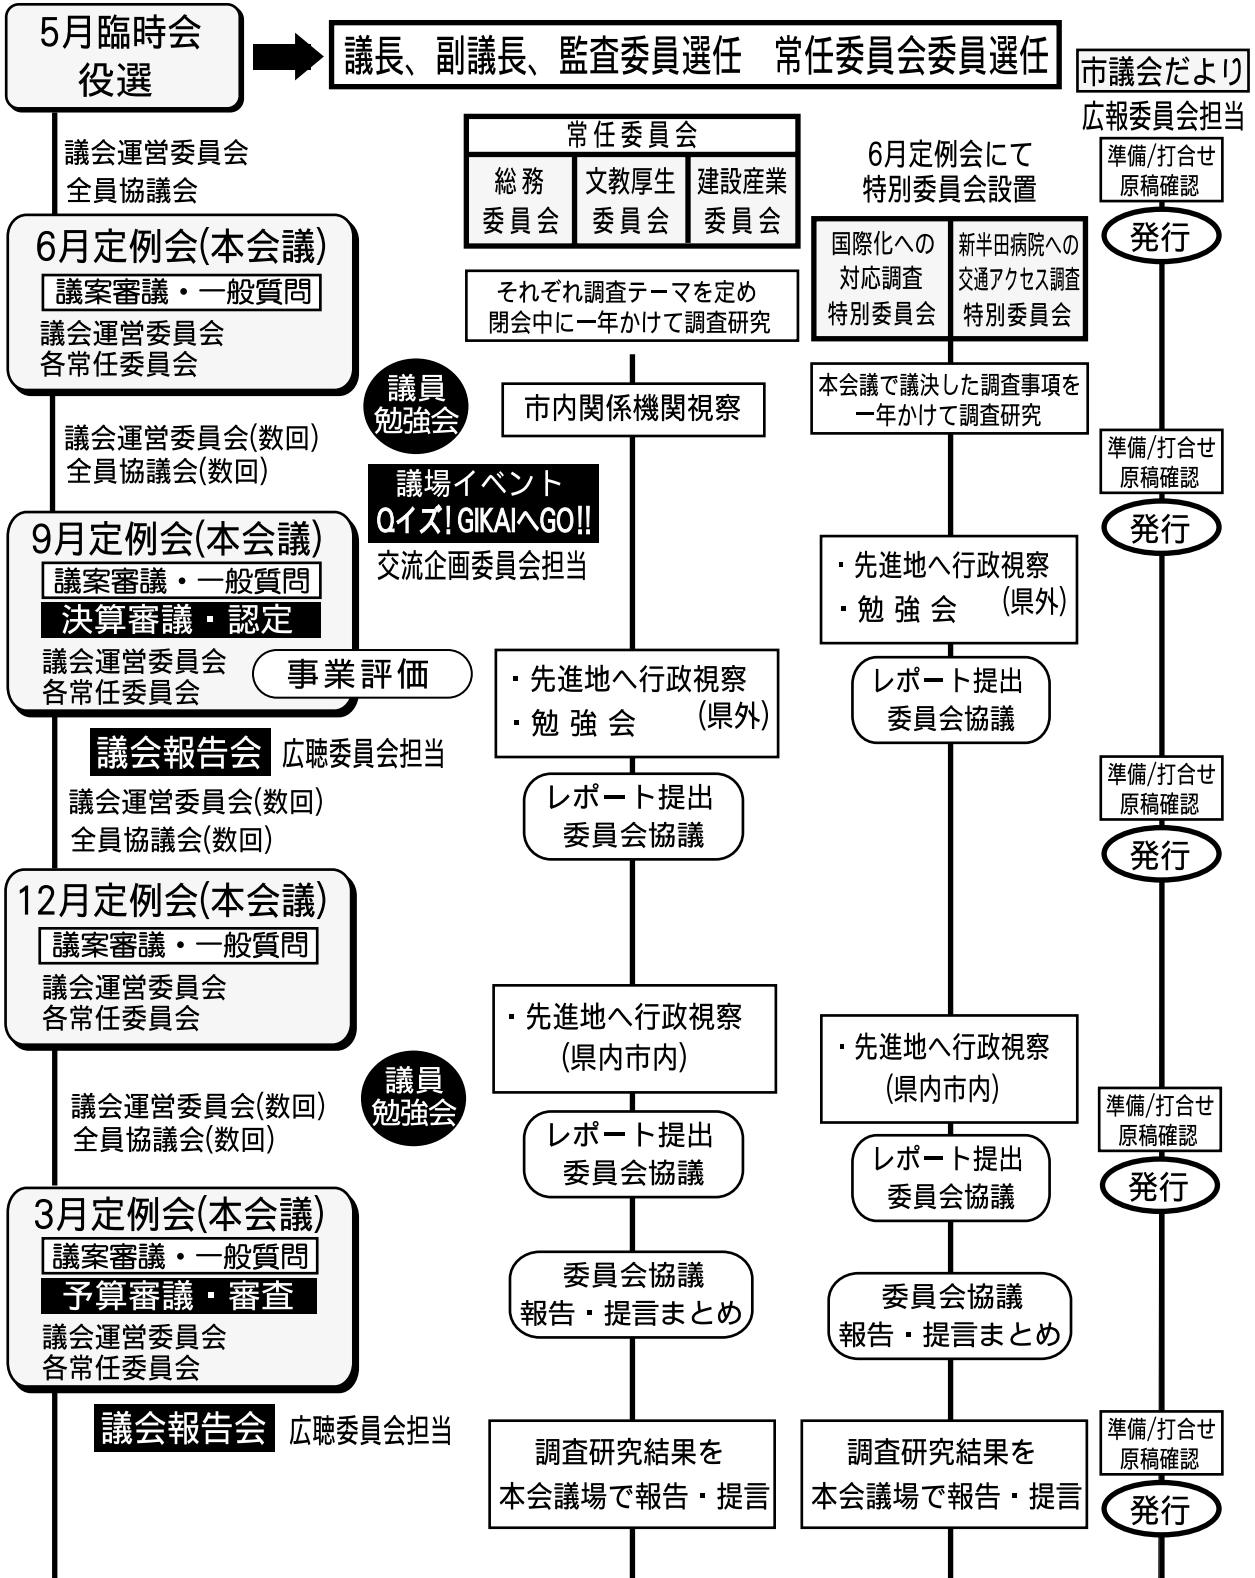 5月臨時会
役選
議長、副議長、監査委員選任　常任委員会委員選任
議会運営委員会
全員協議会
6月定例会(本会議)
議案審議・一般質問
議会運営委員会
各常任委員会
議会運営委員会(数回)
全員協議会(数回)
9月定例会(本会議)
議案審議・一般質問
決算審議・認定
議会運営委員会
各常任委員会
事業評価
議会報告会 広聴委員会担当
議会運営委員会(数回)
全員協議会(数回)
12月定例会(本会議)
議案審議・一般質問
議会運営委員会
各常任委員会
議会運営委員会(数回)
全員協議会(数回)
3月定例会(本会議)
議案審議・一般質問
予算審議・審査
議会運営委員会
各常任委員会
議会報告会 広聴委員会担当
議員
勉強会
議場イベント
Qイズ!GIKAIへGO!!
交流企画委員会担当
議員
勉強会
常任委員会
総務
委員会
文教厚生
委員会
建設産業
委員会
それぞれ調査テーマを定め
閉会中に一年かけて調査研究
市内関係機関視察
・先進地へ行政視察
・勉強会 (県外)
レポート提出
委員会協議
・先進地へ行政視察
(県内市内)
レポート提出
委員会協議
委員会協議
報告・提言まとめ
調査研究結果を
本会議場で報告・提言
6月定例会にて
特別委員会設置
国際化への
対応調査
特別委員会
新半田病院への
交通アクセス調査
特別委員会
本会議で議決した調査事項を
一年かけて調査研究
・先進地へ行政視察
・勉強会 (県外)
レポート提出
委員会協議
・先進地へ行政視察
(県内市内)
レポート提出
委員会協議
委員会協議
報告・提言まとめ
調査研究結果を
本会議場で報告・提言
市議会だより
広報委員会担当
準備/打合せ
原稿確認
発行
準備/打合せ
原稿確認
発行
準備/打合せ
原稿確認
発行
準備/打合せ
原稿確認
発行
準備/打合せ
原稿確認
発行